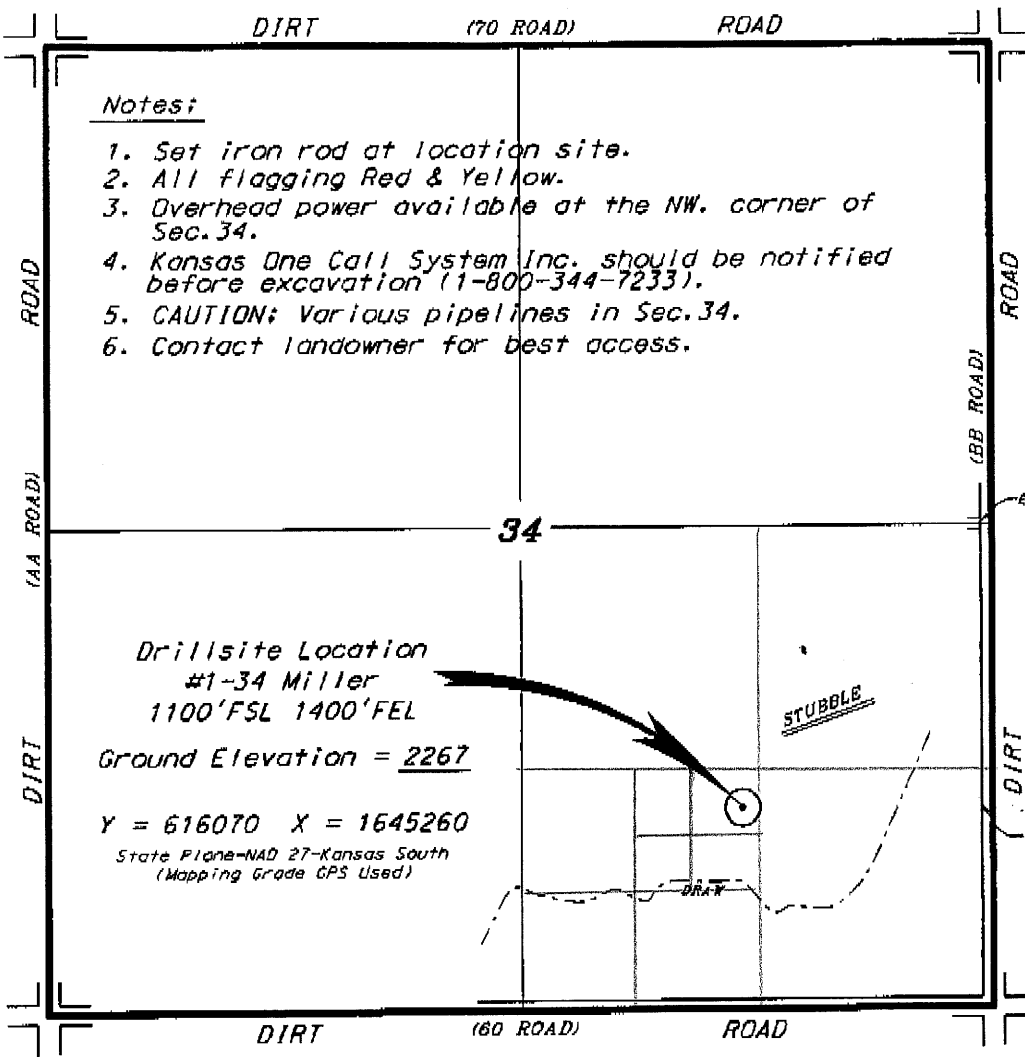 DIRT (70 ROAD) ROAD
Notes:
1. Set iron rod at location site.
2. All flagging Red & Yellow.
3. Overhead power available at the NW. corner of
Sec.34.
4. Kansas One Call System Inc. should be notified
before excavation (1-800-344-7233).
5. CAUTION: Various pipelines in Sec.34.
6. Contact landowner for best access.
ROAD
(AA ROAD)
DIRT
ROAD
(BB ROAD)
DIRT
34
Drillsite Location
#1-34 Miller
1100'FSL 1400'FEL
Ground Elevation = 2267
Y = 616070 X = 1645260
State Plane-NAD 27-Kansas South
(Mapping Grade GPS Used)
STUBBLE
DRAW
DIRT (60 ROAD) ROAD